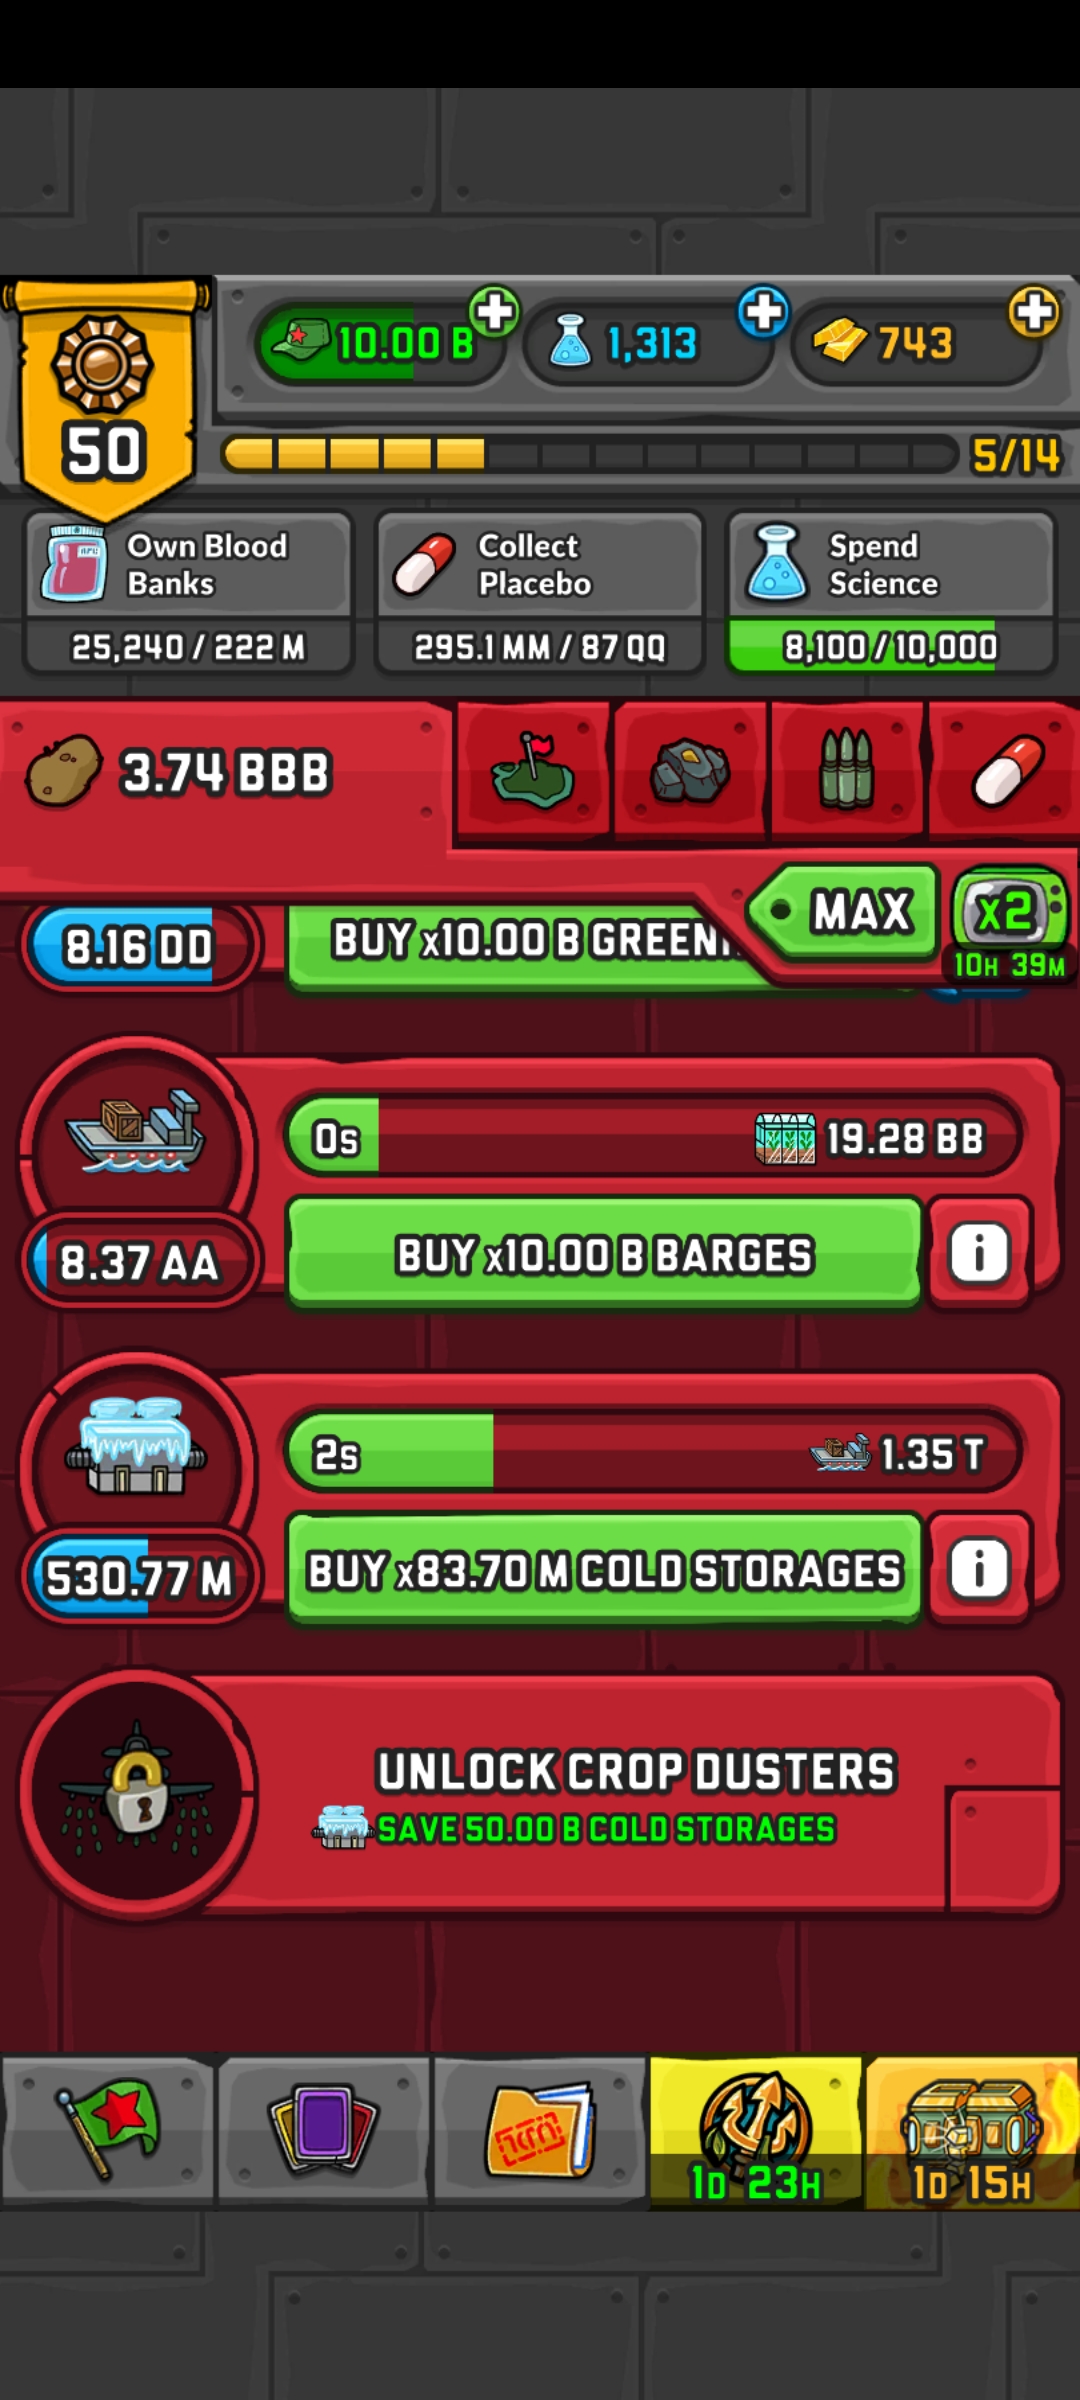 10.00 B
1,313
743
50
5/14
Own Blood
Banks
25,240 / 222 M
Collect
Placebo
295.1 MM / 87 QQ
Spend
Science
8,100 / 10,000
3.74 BBB
MAX
x2
10H 39M
8.16 DD
BUY x10.00 B
0s
19.28 BB
8.37 AA
BUY x10.00 B BARGES
2s
1.35 T
530.77 M
BUY x83.70 M COLD STORAGES
UNLOCK CROP DUSTERS
SAVE 50.00 B COLD STORAGES
1D 23H
1D 15H